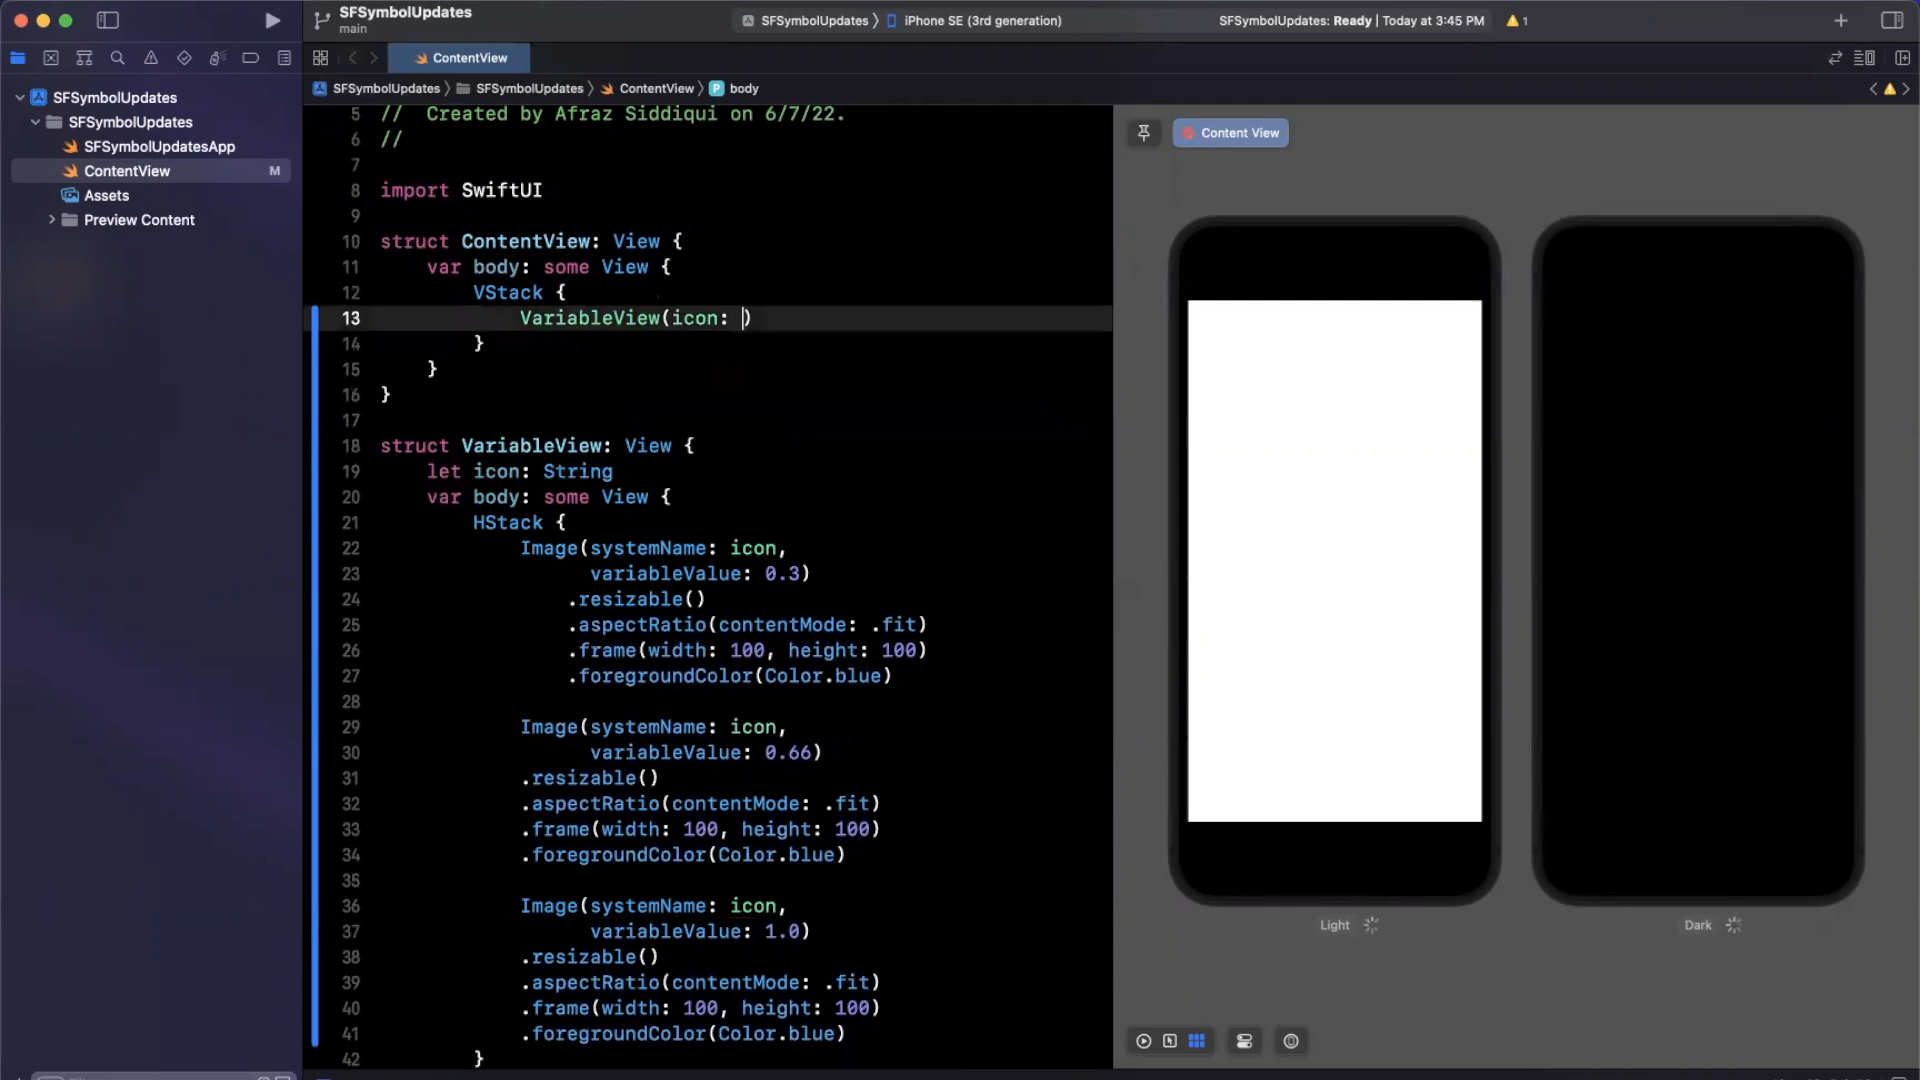 SFSymbolUpdates
main
SFSymbolUpdates
iPhone SE (3rd generation)
SFSymbolUpdates: Ready | Today at 3:45 PM
1
ContentView
SFSymbolUpdates
SFSymbolUpdates
ContentView
P body
SFSymbolUpdates
SFSymbolUpdates
SFSymbolUpdatesApp
ContentView
M
Assets
Preview Content
5 //  Created by Afraz Siddiqui on 6/7/22.
6 //
7
8 import SwiftUI
9
10 struct ContentView: View {
11 var body: some View {
12 VStack {
13 VariableView(icon: )
14 }
15 }
16 }
17
18 struct VariableView: View {
19 let icon: String
20 var body: some View {
21 HStack {
22 Image(systemName: icon,
23 variableValue: 0.3)
24 .resizable()
25 .aspectRatio(contentMode: .fit)
26 .frame(width: 100, height: 100)
27 .foregroundColor(Color.blue)
28
29 Image(systemName: icon,
30 variableValue: 0.66)
31 .resizable()
32 .aspectRatio(contentMode: .fit)
33 .frame(width: 100, height: 100)
34 .foregroundColor(Color.blue)
35
36 Image(systemName: icon,
37 variableValue: 1.0)
38 .resizable()
39 .aspectRatio(contentMode: .fit)
40 .frame(width: 100, height: 100)
41 .foregroundColor(Color.blue)
42 }
Content View
Light
Dark